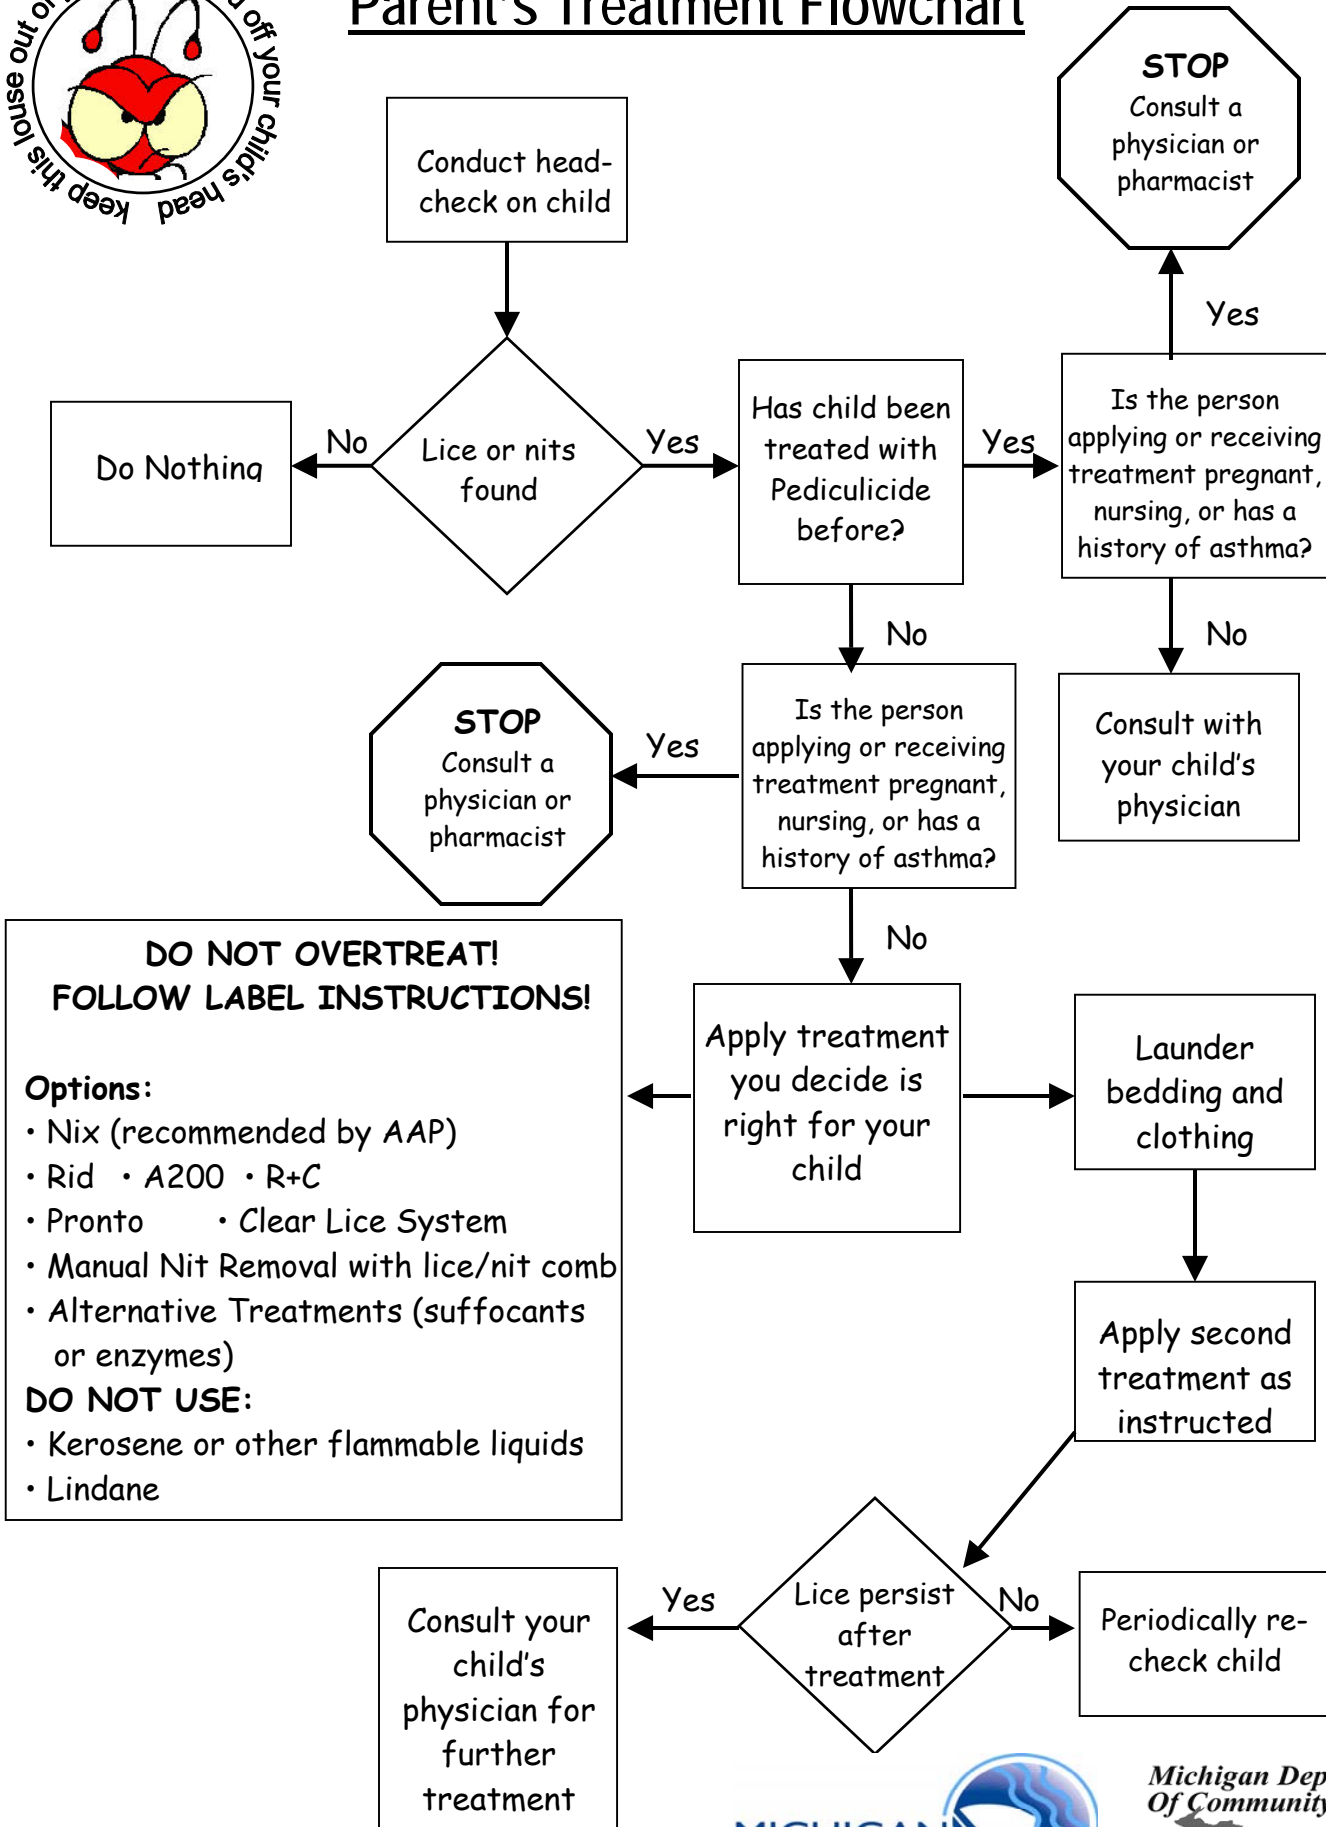 Parent's Treatment Flowchart
keep this louse out of
off your child's head
STOP
Consult a
physician or
pharmacist
Conduct head-
check on child
Yes
Do Nothing
No
Lice or nits
found
Yes
Has child been
treated with
Pediculicide
before?
Yes
Is the person
applying or receiving
treatment pregnant,
nursing, or has a
history of asthma?
No
No
STOP
Consult a
physician or
pharmacist
Yes
Is the person
applying or receiving
treatment pregnant,
nursing, or has a
history of asthma?
Consult with
your child's
physician
No
DO NOT OVERTREAT!
FOLLOW LABEL INSTRUCTIONS!
Options:
• Nix (recommended by AAP)
• Rid • A200 • R+C
• Pronto • Clear Lice System
• Manual Nit Removal with lice/nit comb
• Alternative Treatments (suffocants
or enzymes)
DO NOT USE:
• Kerosene or other flammable liquids
• Lindane
Apply treatment
you decide is
right for your
child
Launder
bedding and
clothing
Apply second
treatment as
instructed
Consult your
child's
physician for
further
treatment
Yes
Lice persist
after
treatment
No
Periodically re-
check child
MICHIGAN
Michigan Dep
Of Community